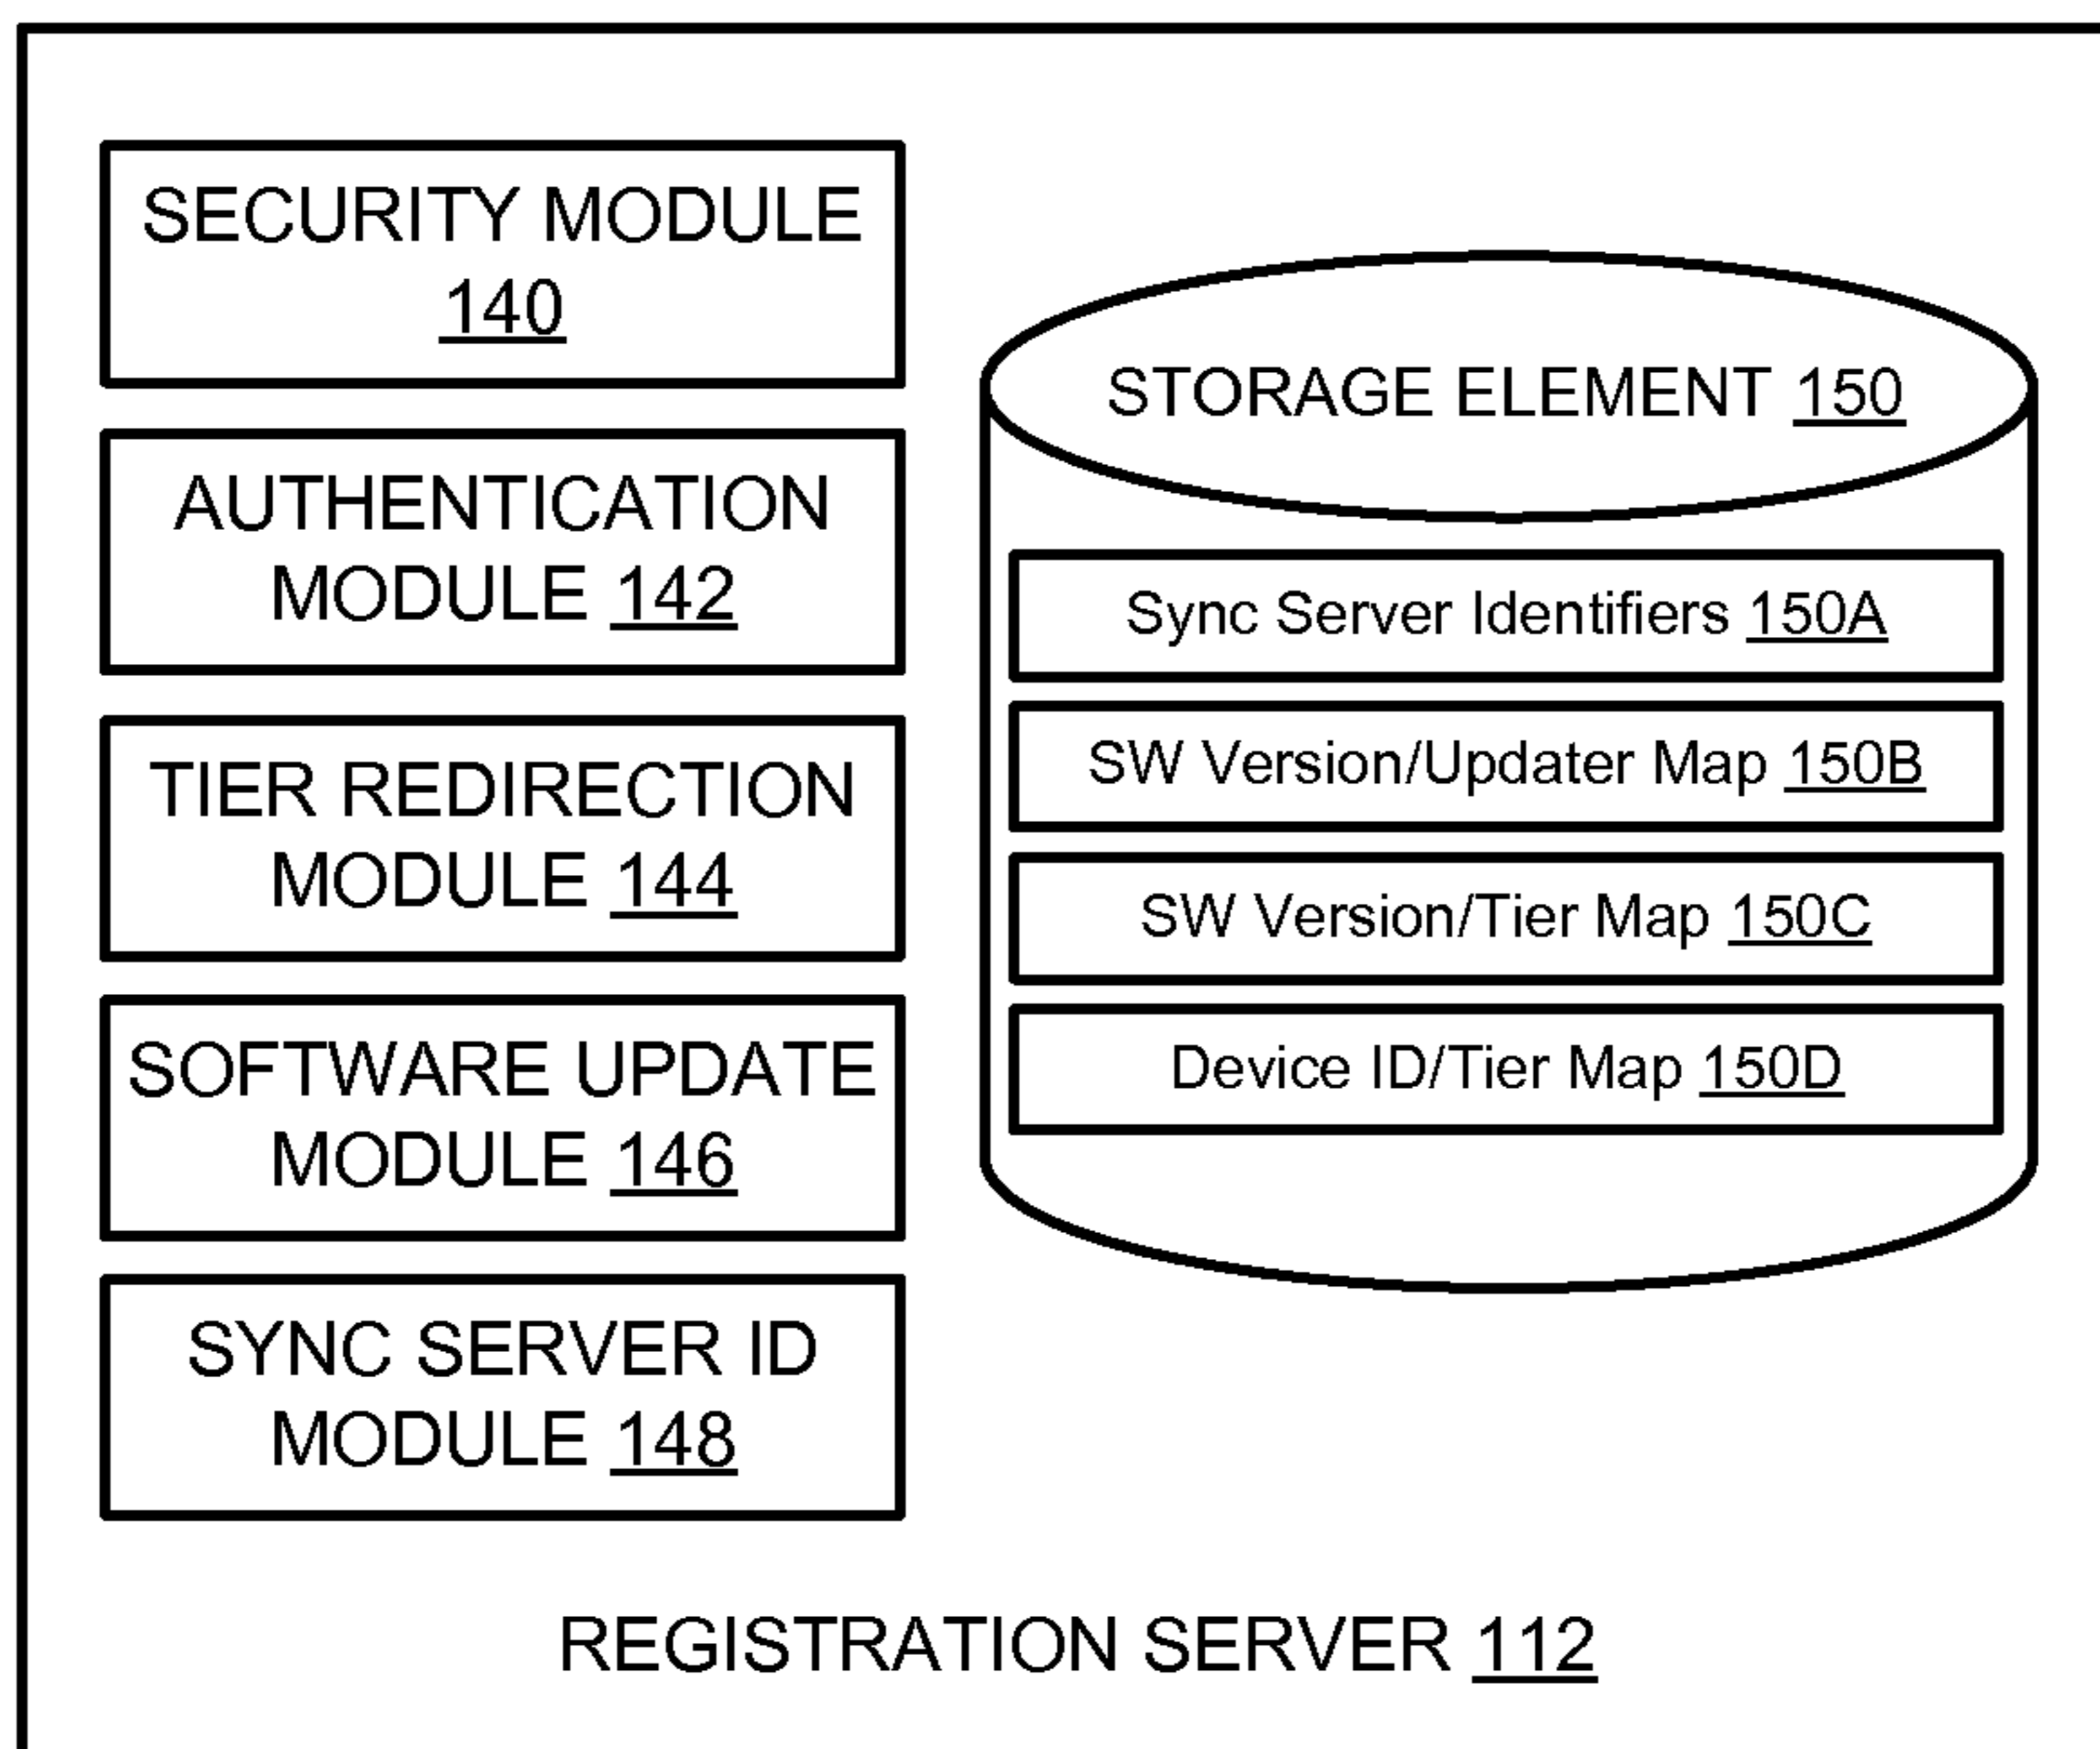 SECURITY MODULE
140
AUTHENTICATION
MODULE 142
TIER REDIRECTION
MODULE 144
SOFTWARE UPDATE
MODULE 146
SYNC SERVER ID
MODULE 148
STORAGE ELEMENT 150
Sync Server Identifiers 150A
SW Version/Updater Map 150B
SW Version/Tier Map 150C
Device ID/Tier Map 150D
REGISTRATION SERVER 112